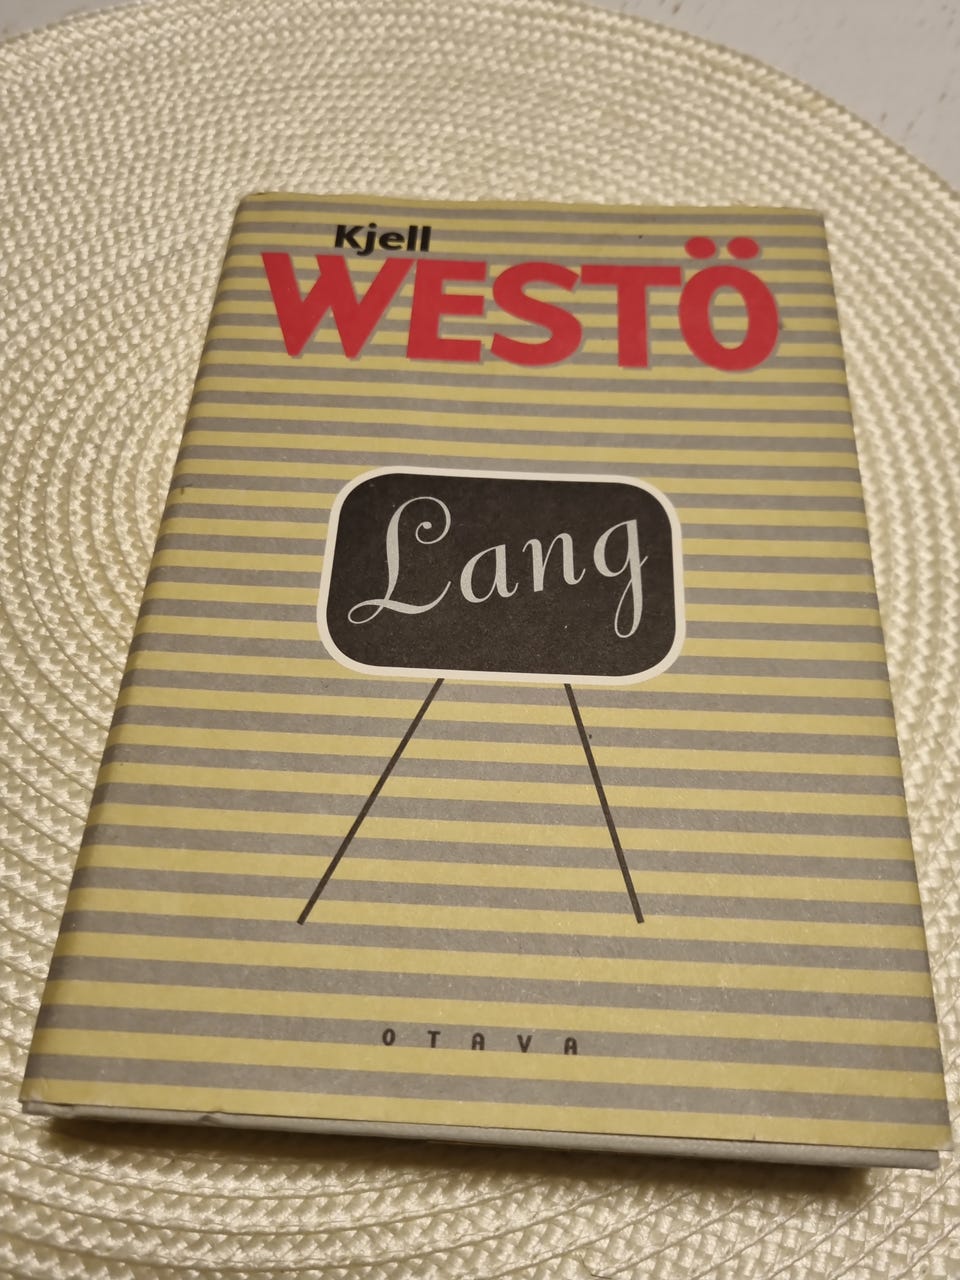 Kjell
WESTÖ
Lang
OTAVA